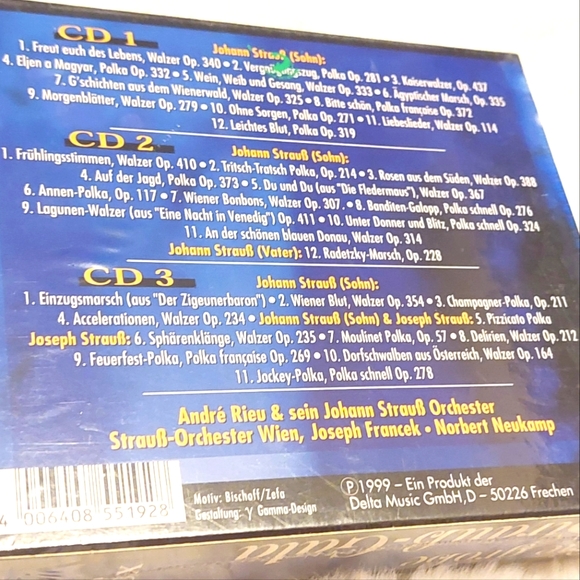 CD 1
Johann Strauß (Sohn):
1. Freut euch des Lebens, Walzer Op. 340 • 2. Vergnügungszug, Polka Op. 281 • 3. Kaiserwalzer, Op. 437
4. Eljen a Magyar, Polka Op. 332 • 5. Wein, Weib und Gesang, Walzer Op. 333 • 6. Ägyptischer Marsch, Op. 335
7. G'schichten aus dem Wienerwald, Walzer Op. 325 • 8. Bitte schön, Polka française Op. 372
9. Morgenblätter, Walzer Op. 279 • 10. Ohne Sorgen, Polka Op. 271 • 11. Liebeslieder, Walzer Op. 114
12. Leichtes Blut, Polka Op. 319
CD 2
Johann Strauß (Sohn):
1. Frühlingsstimmen, Walzer Op. 410 • 2. Tritsch-Tratsch Polka, Op. 214 • 3. Rosen aus dem Süden, Walzer Op. 388
4. Auf der Jagd, Polka Op. 373 • 5. Du und Du (aus "Die Fledermaus"), Walzer Op. 367
6. Annen-Polka, Op. 117 • 7. Wiener Bonbons, Walzer Op. 307. • 8. Banditen-Galopp, Polka schnell Op. 276
9. Lagunen-Walzer (aus "Eine Nacht in Venedig") Op. 411 • 10. Unter Donner und Blitz, Polka schnell Op. 324
11. An der schönen blauen Donau, Walzer Op. 314
Johann Strauß (Vater): 12. Radetzky-Marsch, Op. 228
CD 3
Johann Strauß (Sohn):
1. Einzugsmarsch (aus "Der Zigeunerbaron") • 2. Wiener Blut, Walzer Op. 354 • 3. Champagner-Polka, Op. 211
4. Accelerationen, Walzer Op. 234 • Johann Strauß (Sohn) & Joseph Strauß: 5. Pizzicato Polka
Joseph Strauß: 6. Sphärenklänge, Walzer Op. 235 • 7. Moulinet Polka, Op. 57 • 8. Delirien, Walzer Op. 212
9. Feuerfest-Polka, Polka française Op. 269 • 10. Dorfschwalben aus Österreich, Walzer Op. 164
11. Jockey-Polka, Polka schnell Op. 278
André Rieu & sein Johann Strauß Orchester
Strauß-Orchester Wien, Joseph Francek • Norbert Neukamp
4 006408 551928
Motiv: Bischoff/Zefa
Gestaltung: γ Gamma-Design
Ⓟ1999 – Ein Produkt der
Delta Music GmbH,D – 50226 Frechen